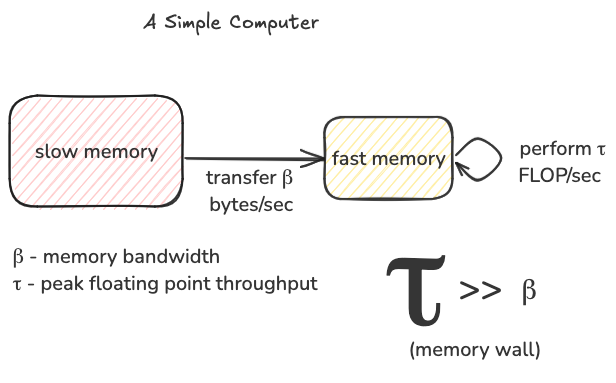 A Simple Computer
slow memory
transfer β
bytes/sec
fast memory
perform τ
FLOP/sec
β - memory bandwidth
τ - peak floating point throughput
τ >> β
(memory wall)